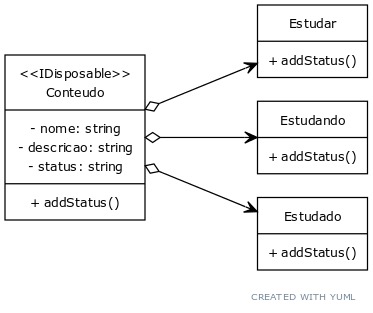 <<IDisposable>>
Conteudo
- nome: string
- descricao: string
- status: string
+ addStatus()
Estudar
+ addStatus()
Estudando
+ addStatus()
Estudado
+ addStatus()
CREATED WITH YUML